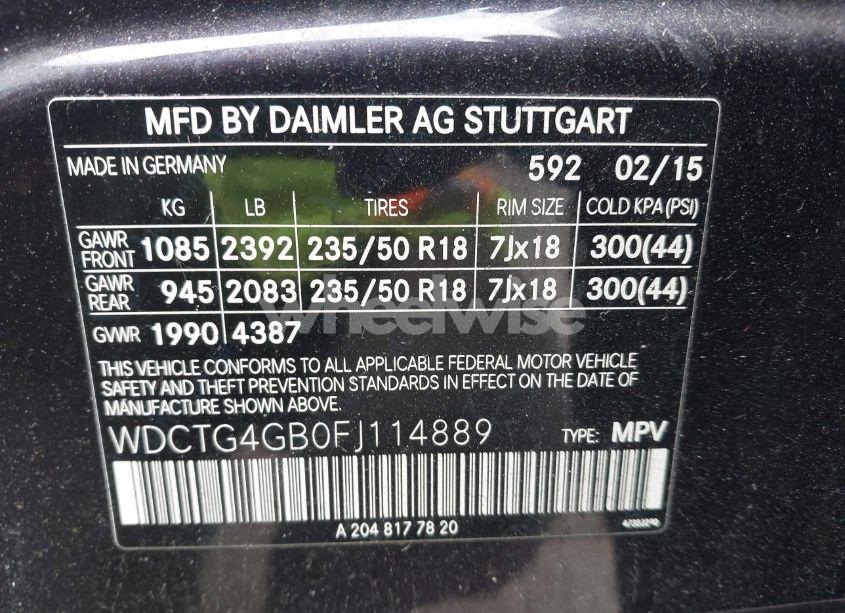 MFD BY DAIMLER AG STUTTGART
MADE IN GERMANY 592 02/15
KG LB TIRES RIM SIZE COLD KPA (PSI)
GAWR FRONT 1085 2392 235/50 R18 7Jx18 300(44)
GAWR REAR 945 2083 235/50 R18 7Jx18 300(44)
wheelwise
GVWR 1990 4387
THIS VEHICLE CONFORMS TO ALL APPLICABLE FEDERAL MOTOR VEHICLE
SAFETY AND THEFT PREVENTION STANDARDS IN EFFECT ON THE DATE OF
MANUFACTURE SHOWN ABOVE.
WDCTG4GB0FJ114889 TYPE: MPV
A 204 817 78 20